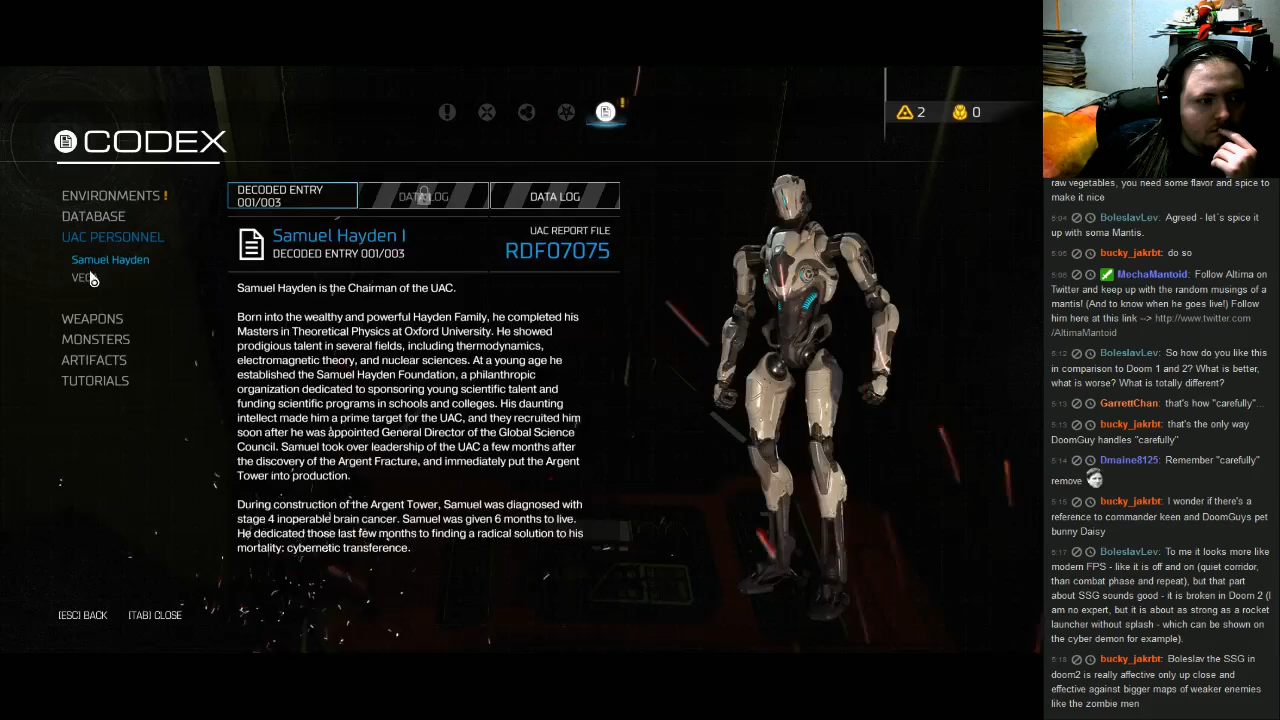 2
0
CODEX
ENVIRONMENTS !
DATABASE
UAC PERSONNEL
Samuel Hayden
WEAPONS
MONSTERS
ARTIFACTS
TUTORIALS
DECODED ENTRY
001/003
DATA LOG
DATA LOG
Samuel Hayden I
DECODED ENTRY 001/003
UAC REPORT FILE
RDF07075
Samuel Hayden is the Chairman of the UAC.
Born into the wealthy and powerful Hayden Family, he completed his
Masters in Theoretical Physics at Oxford University. He showed
prodigious talent in several fields, including thermodynamics,
electromagnetic theory, and nuclear sciences. At a young age he
established the Samuel Hayden Foundation, a philanthropic
organization dedicated to sponsoring young scientific talent and
funding scientific programs in schools and colleges. His daunting
intellect made him a prime target for the UAC, and they recruited him
soon after he was appointed General Director of the Global Science
Council. Samuel took over leadership of the UAC a few months after
the discovery of the Argent Fracture, and immediately put the Argent
Tower into production.
During construction of the Argent Tower, Samuel was diagnosed with
stage 4 inoperable brain cancer. Samuel was given 6 months to live.
He dedicated those last few months to finding a radical solution to his
mortality: cybernetic transference.
[ESC] BACK
[TAB] CLOSE
raw vegetables, you need some flavor and spice to
make it nice
5:04 BoleslavLev: Agreed - let´s spice it
up with soma Mantis.
5:06 bucky_jakrbt: do so
5:08 MechaMantoid: Follow Altima on
Twitter and keep up with the random musings of a
mantis! (And to know when he goes live!) Follow
him here at this link --> http://www.twitter.com
/AltimaMantoid
5:12 BoleslavLev: So how do you like this
in comparison to Doom 1 and 2? What is better,
what is worse? What is totally different?
5:13 GarrettChan: that's how "carefully"...
5:13 bucky_jakrbt: that's the only way
DoomGuy handles "carefully"
5:14 Dmaine8125: Remember "carefully"
remove
5:15 bucky_jakrbt: I wonder if there's a
reference to commander keen and DoomGuys pet
bunny Daisy
5:17 BoleslavLev: To me it looks more like
modern FPS - like it is off and on (quiet corridor,
than combat phase and repeat), but that part
about SSG sounds good - it is broken in Doom 2 (I
am no expert, but it is about as strong as a rocket
launcher without splash - which can be shown on
the cyber demon for example).
5:18 bucky_jakrbt: Boleslav the SSG in
doom2 is really affective only up close and
effective against bigger maps of weaker enemies
like the zombie men